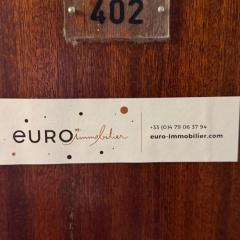 402
euro immobilier
+33 (0)4 79 06 37 94
euro-immobilier.com